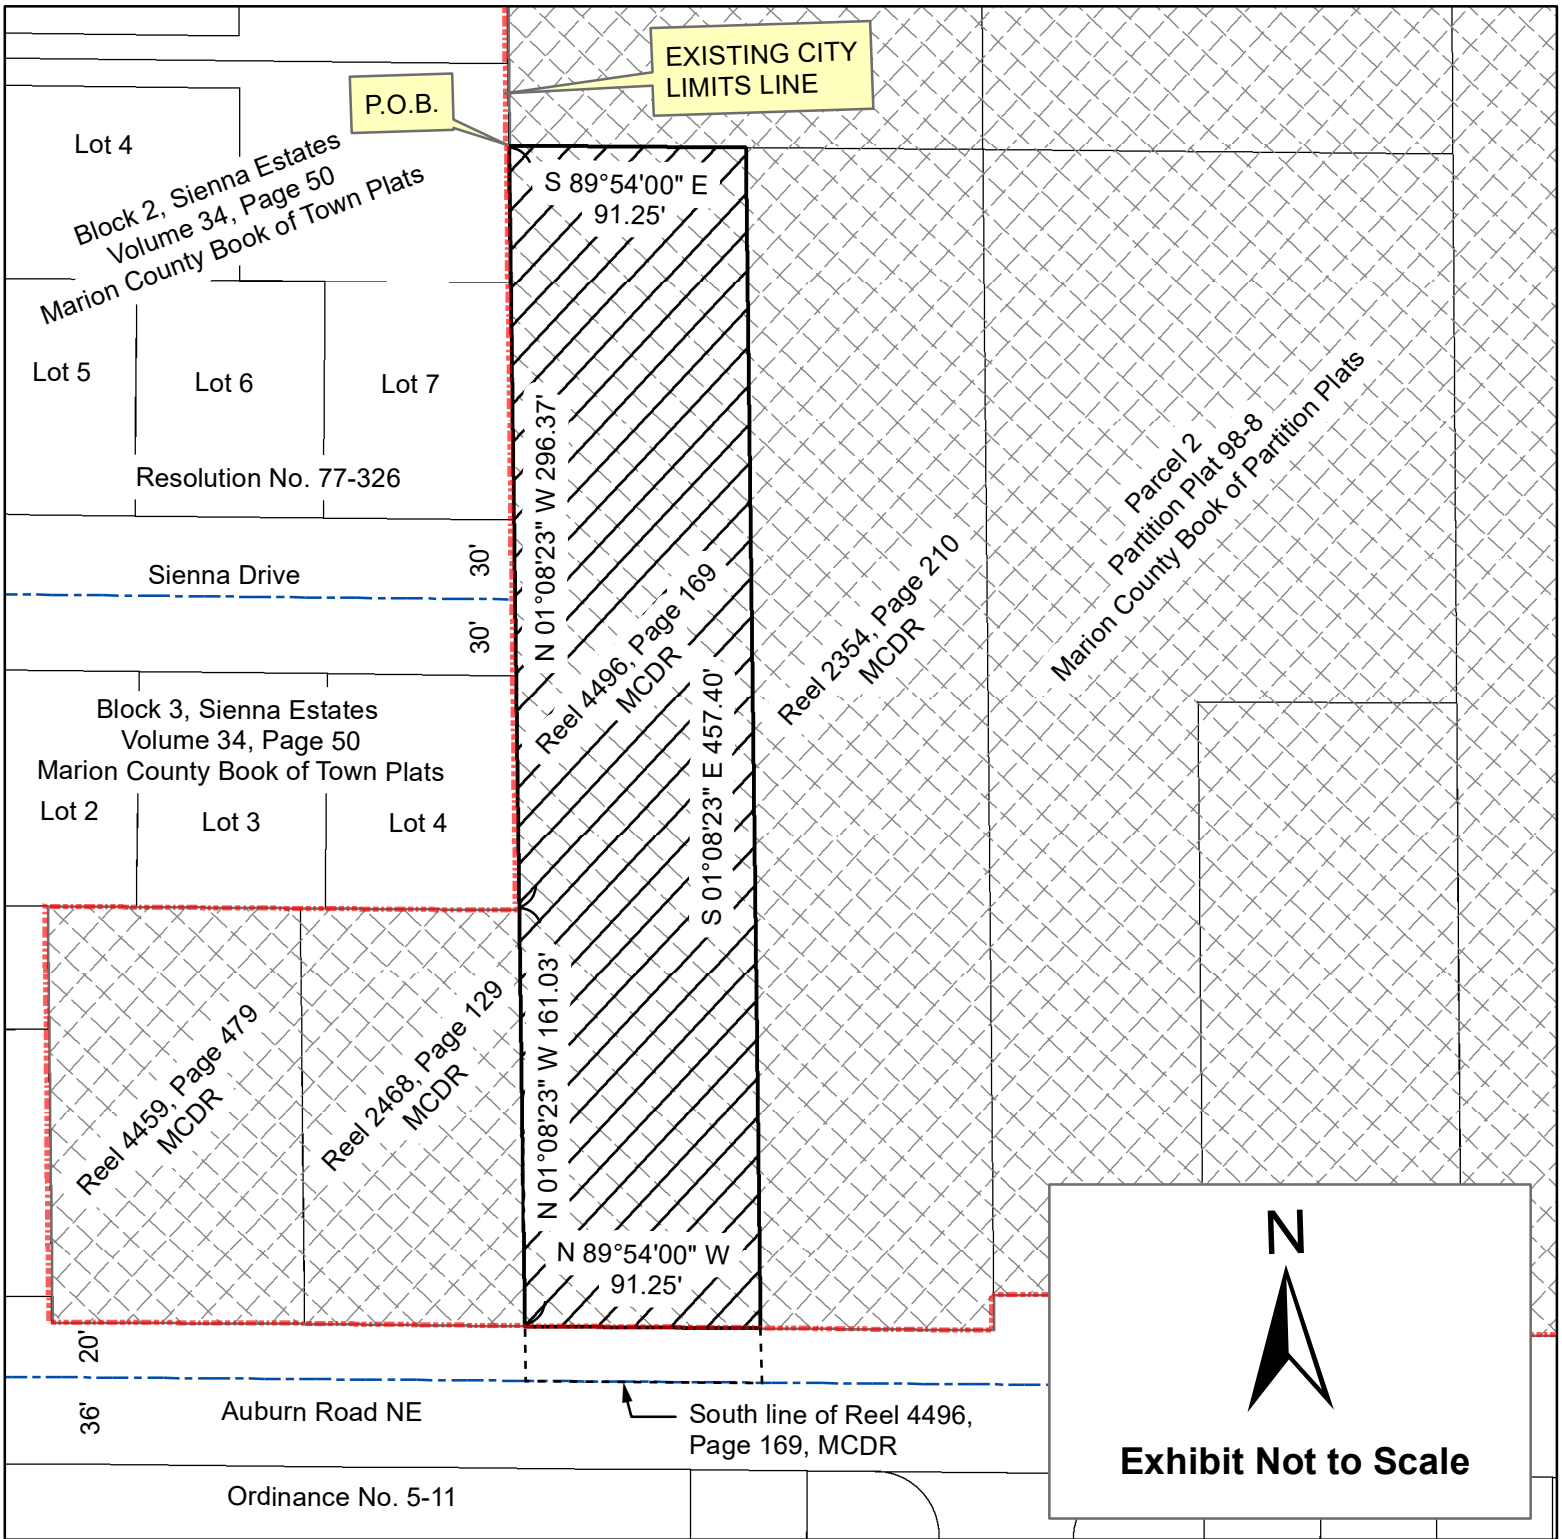 EXISTING CITY
LIMITS LINE
P.O.B.
Lot 4
Block 2, Sienna Estates
Volume 34, Page 50
Marion County Book of Town Plats
S 89°54'00" E
91.25'
Lot 5
Lot 6
Lot 7
Resolution No. 77-326
N 01°08'23" W 296.37'
Parcel 2
Partition Plat 98-8
Marion County Book of Partition Plats
30'
Sienna Drive
30'
Reel 4496, Page 169
MCDR
Reel 2354, Page 210
MCDR
S 01°08'23" E 457.40'
Block 3, Sienna Estates
Volume 34, Page 50
Marion County Book of Town Plats
Lot 2
Lot 3
Lot 4
Reel 4459, Page 479
MCDR
Reel 2468, Page 129
MCDR
N 01°08'23" W 161.03'
N 89°54'00" W
91.25'
20'
36'
Auburn Road NE
South line of Reel 4496,
Page 169, MCDR
Ordinance No. 5-11
N
Exhibit Not to Scale